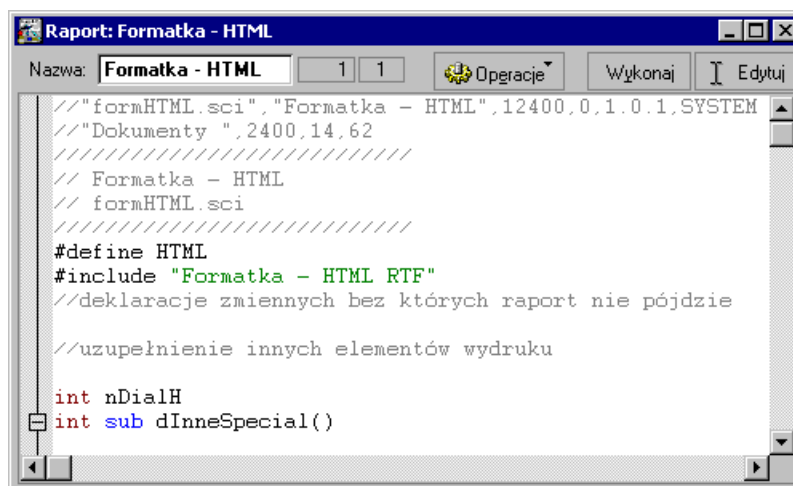 Raport: Formatka - HTML
Nazwa: Formatka - HTML 1 1 Operacje Wykonaj Edytuj
//"formHTML.sci","Formatka - HTML",12400,0,1.0.1,SYSTEM
//"Dokumenty ",2400,14,62
/////////////////////////////
// Formatka - HTML
// formHTML.sci
/////////////////////////////
#define HTML
#include "Formatka - HTML RTF"
//deklaracje zmiennych bez których raport nie pójdzie
//uzupełnienie innych elementów wydruku
int nDialH
int sub dInneSpecial()